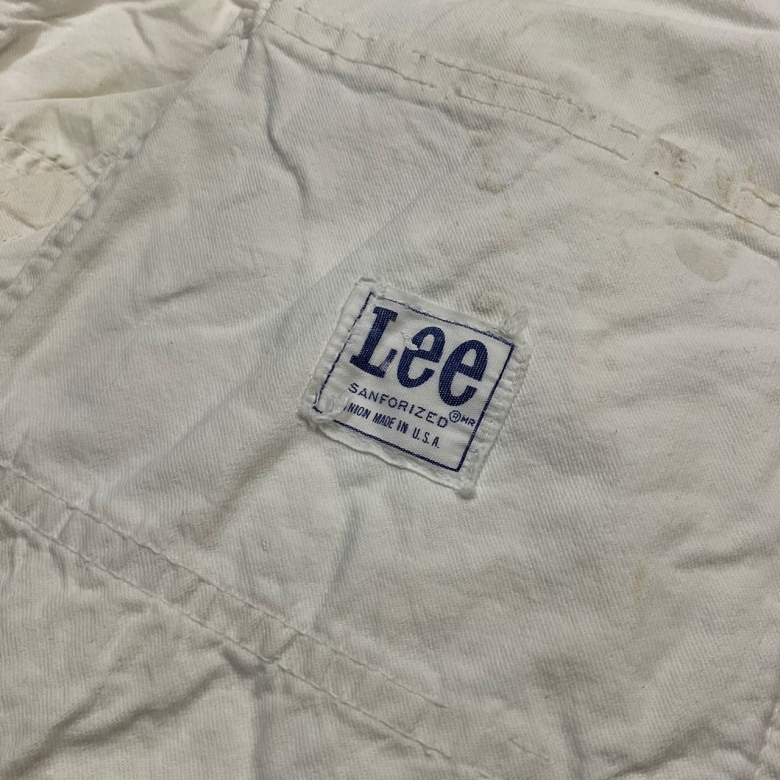 Lee
SANFORIZED ® MR
UNION MADE IN U.S.A.